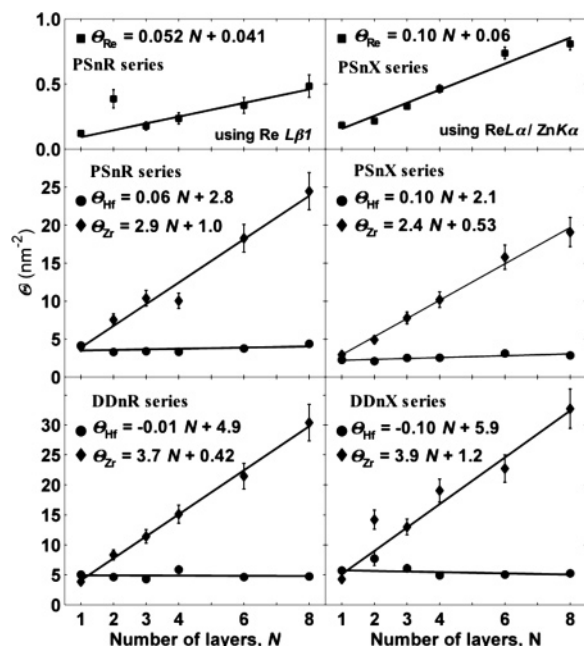 1.0
0.5
0.0
■ Θ_Re = 0.052 N + 0.041
PSnR series
using Re Lβ1
■ Θ_Re = 0.10 N + 0.06
PSnX series
using ReLα/ ZnKα
25
20
15
10
5
0
PSnR series
● Θ_Hf = 0.06 N + 2.8
◆ Θ_Zr = 2.9 N + 1.0
PSnX series
● Θ_Hf = 0.10 N + 2.1
◆ Θ_Zr = 2.4 N + 0.53
Θ (nm⁻²)
30
25
20
15
10
5
0
DDnR series
● Θ_Hf = -0.01 N + 4.9
◆ Θ_Zr = 3.7 N + 0.42
DDnX series
● Θ_Hf = -0.10 N + 5.9
◆ Θ_Zr = 3.9 N + 1.2
1 2 3 4 5 6 7 8
1 2 3 4 5 6 7 8
Number of layers, N
Number of layers, N